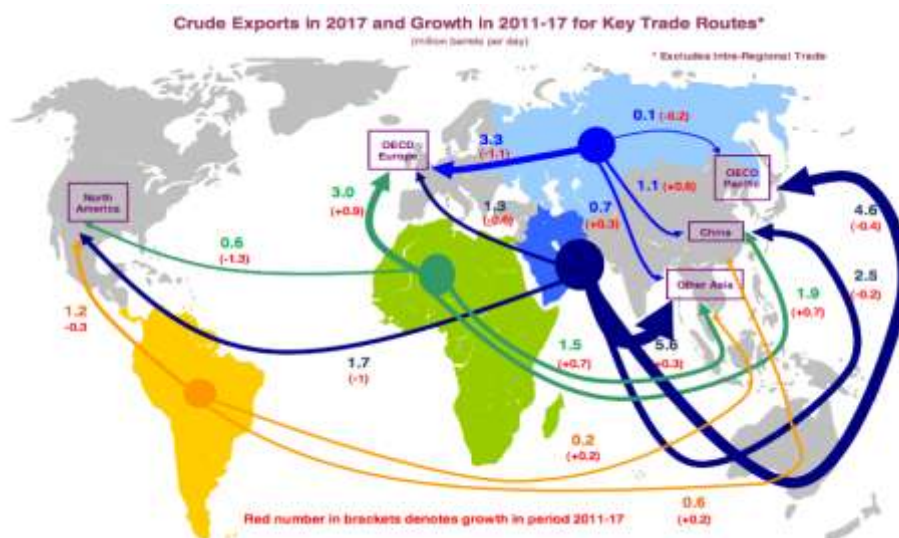 Crude Exports in 2017 and Growth in 2011-17 for Key Trade Routes*
(million barrels per day)
* Excludes Intra-Regional Trade
0.1 (-0.2)
OECD
Europe
3.3
(-1.1)
OECD
Pacific
North
America
3.0
(+0.9)
1.3
(-0.6)
0.7
(+0.3)
1.1 (+0.6)
4.6
(-0.4)
China
0.6
(-1.3)
2.5
(-0.2)
Other Asia
1.9
(+0.7)
1.2
-0.3
1.5
(+0.7)
5.6
(+0.3)
1.7
(-1)
0.2
(+0.2)
0.6
(+0.2)
Red number in brackets denotes growth in period 2011-17